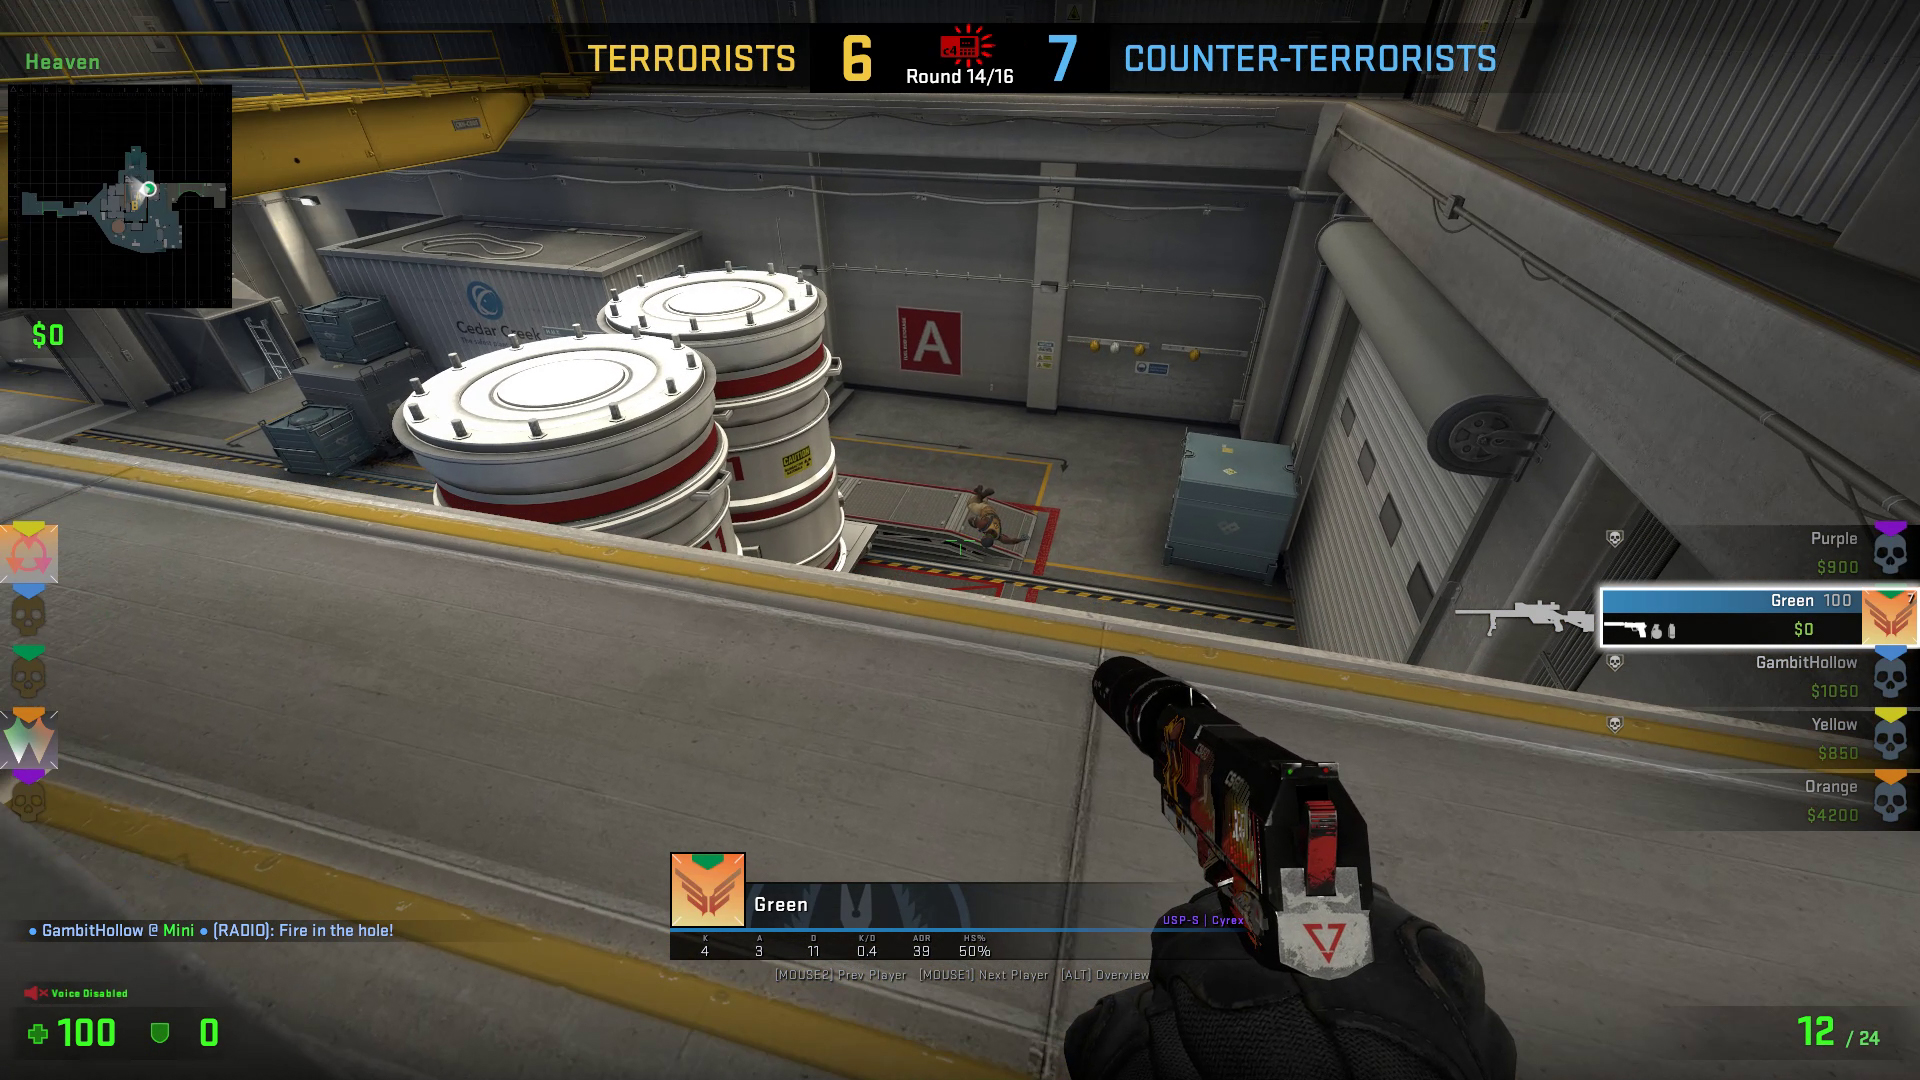 Heaven
TERRORISTS 6 7 COUNTER-TERRORISTS
C4
Round 14/16
$0
Cedar Creek
A
CAUTION
Purple
$900
Green 100
7
$0
GambitHollow
$1050
Yellow
$850
Orange
$4200
Green
USP-S | Cyrex
K A D K/D ADR HS%
4 3 11 0.4 39 50%
[MOUSE2] Prev Player [MOUSE1] Next Player [ALT] Overview
• GambitHollow @ Mini • (RADIO): Fire in the hole!
Voice Disabled
100 0
12 / 24